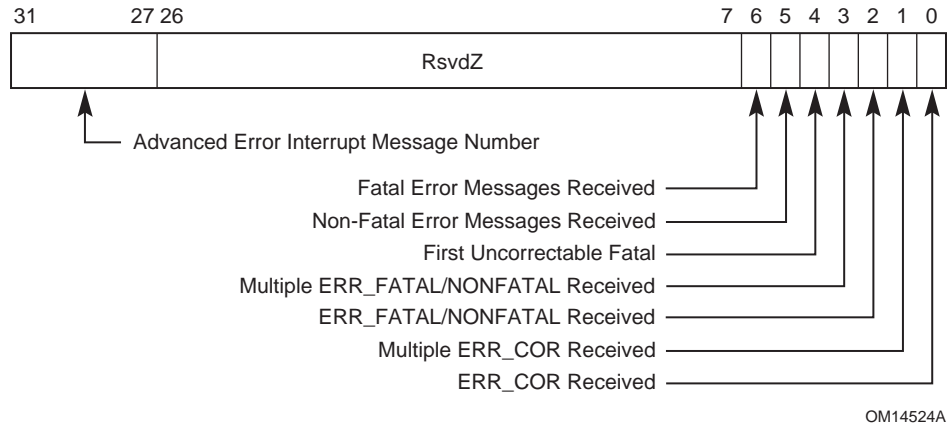 31 27 26 7 6 5 4 3 2 1 0
RsvdZ
Advanced Error Interrupt Message Number
Fatal Error Messages Received
Non-Fatal Error Messages Received
First Uncorrectable Fatal
Multiple ERR_FATAL/NONFATAL Received
ERR_FATAL/NONFATAL Received
Multiple ERR_COR Received
ERR_COR Received
OM14524A